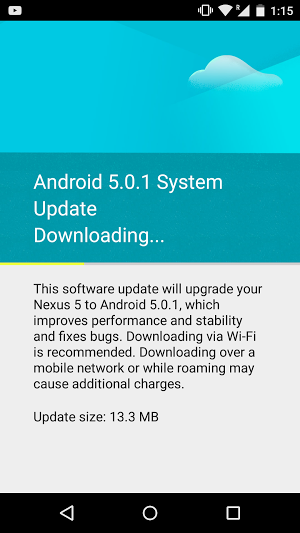 R 1:15
Android 5.0.1 System
Update
Downloading...
This software update will upgrade your
Nexus 5 to Android 5.0.1, which
improves performance and stability
and fixes bugs. Downloading via Wi-Fi
is recommended. Downloading over a
mobile network or while roaming may
cause additional charges.
Update size: 13.3 MB